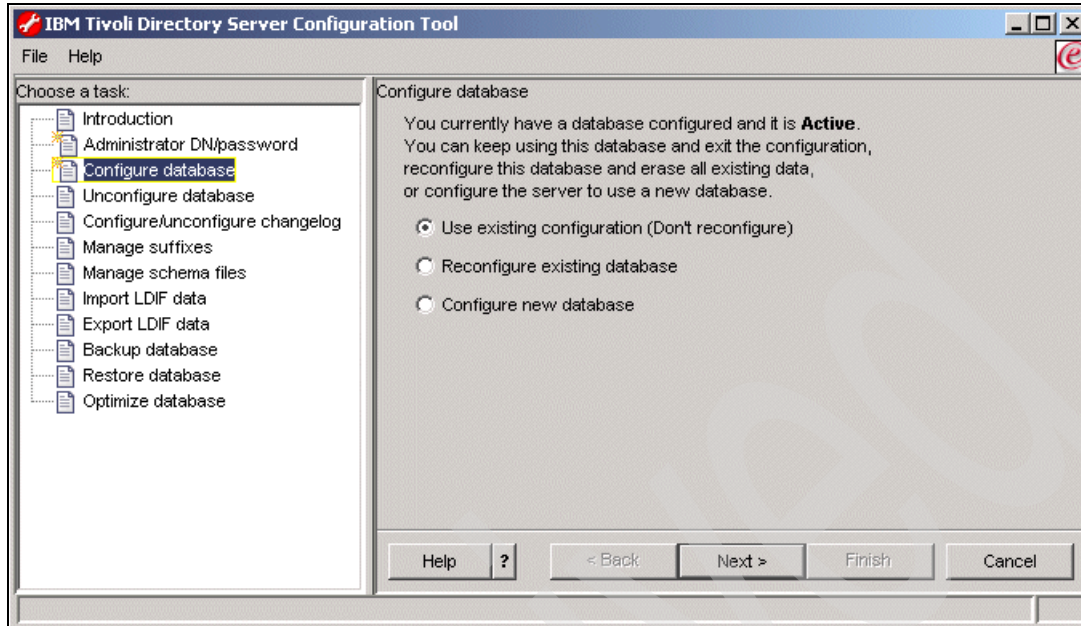 IBM Tivoli Directory Server Configuration Tool
File Help
Choose a task:
Introduction
Administrator DN/password
Configure database
Unconfigure database
Configure/unconfigure changelog
Manage suffixes
Manage schema files
Import LDIF data
Export LDIF data
Backup database
Restore database
Optimize database
Configure database
You currently have a database configured and it is Active.
You can keep using this database and exit the configuration,
reconfigure this database and erase all existing data,
or configure the server to use a new database.
Use existing configuration (Don't reconfigure)
Reconfigure existing database
Configure new database
Help ? < Back Next > Finish Cancel